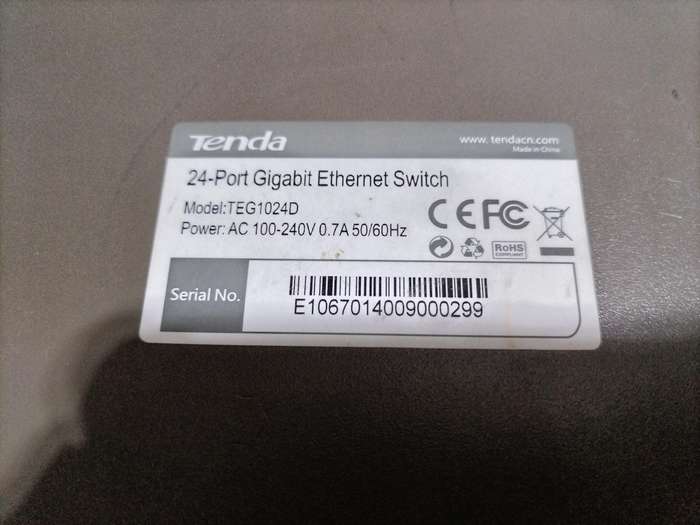 Tenda
www. tendacn.com
Made in China
24-Port Gigabit Ethernet Switch
Model:TEG1024D
Power: AC 100-240V 0.7A 50/60Hz
CE FC
RoHS
COMPLIANT
Serial No.
E1067014009000299